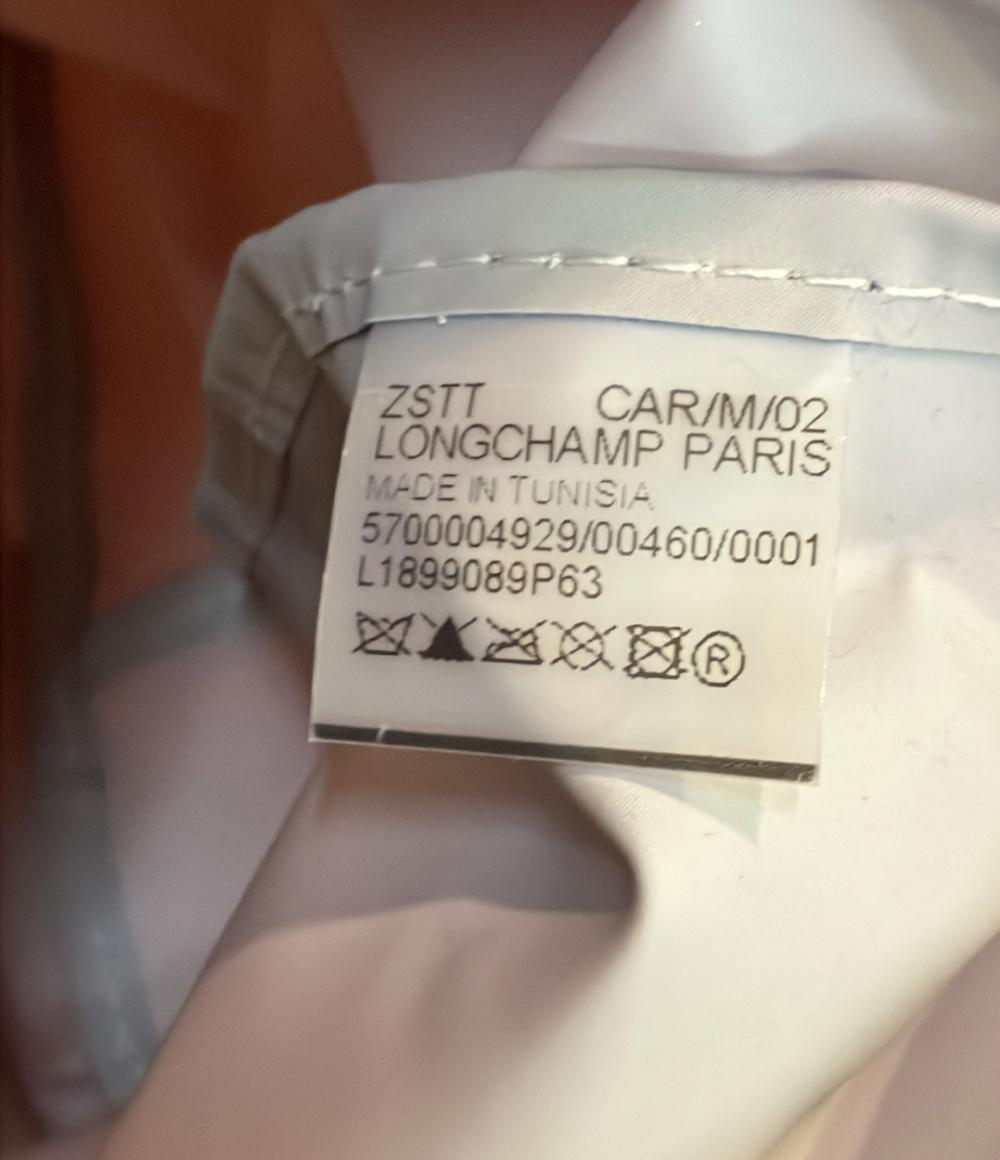 ZSTT CAR/M/02
LONGCHAMP PARIS
MADE IN TUNISIA
5700004929/00460/0001
L1899089P63
Ⓡ